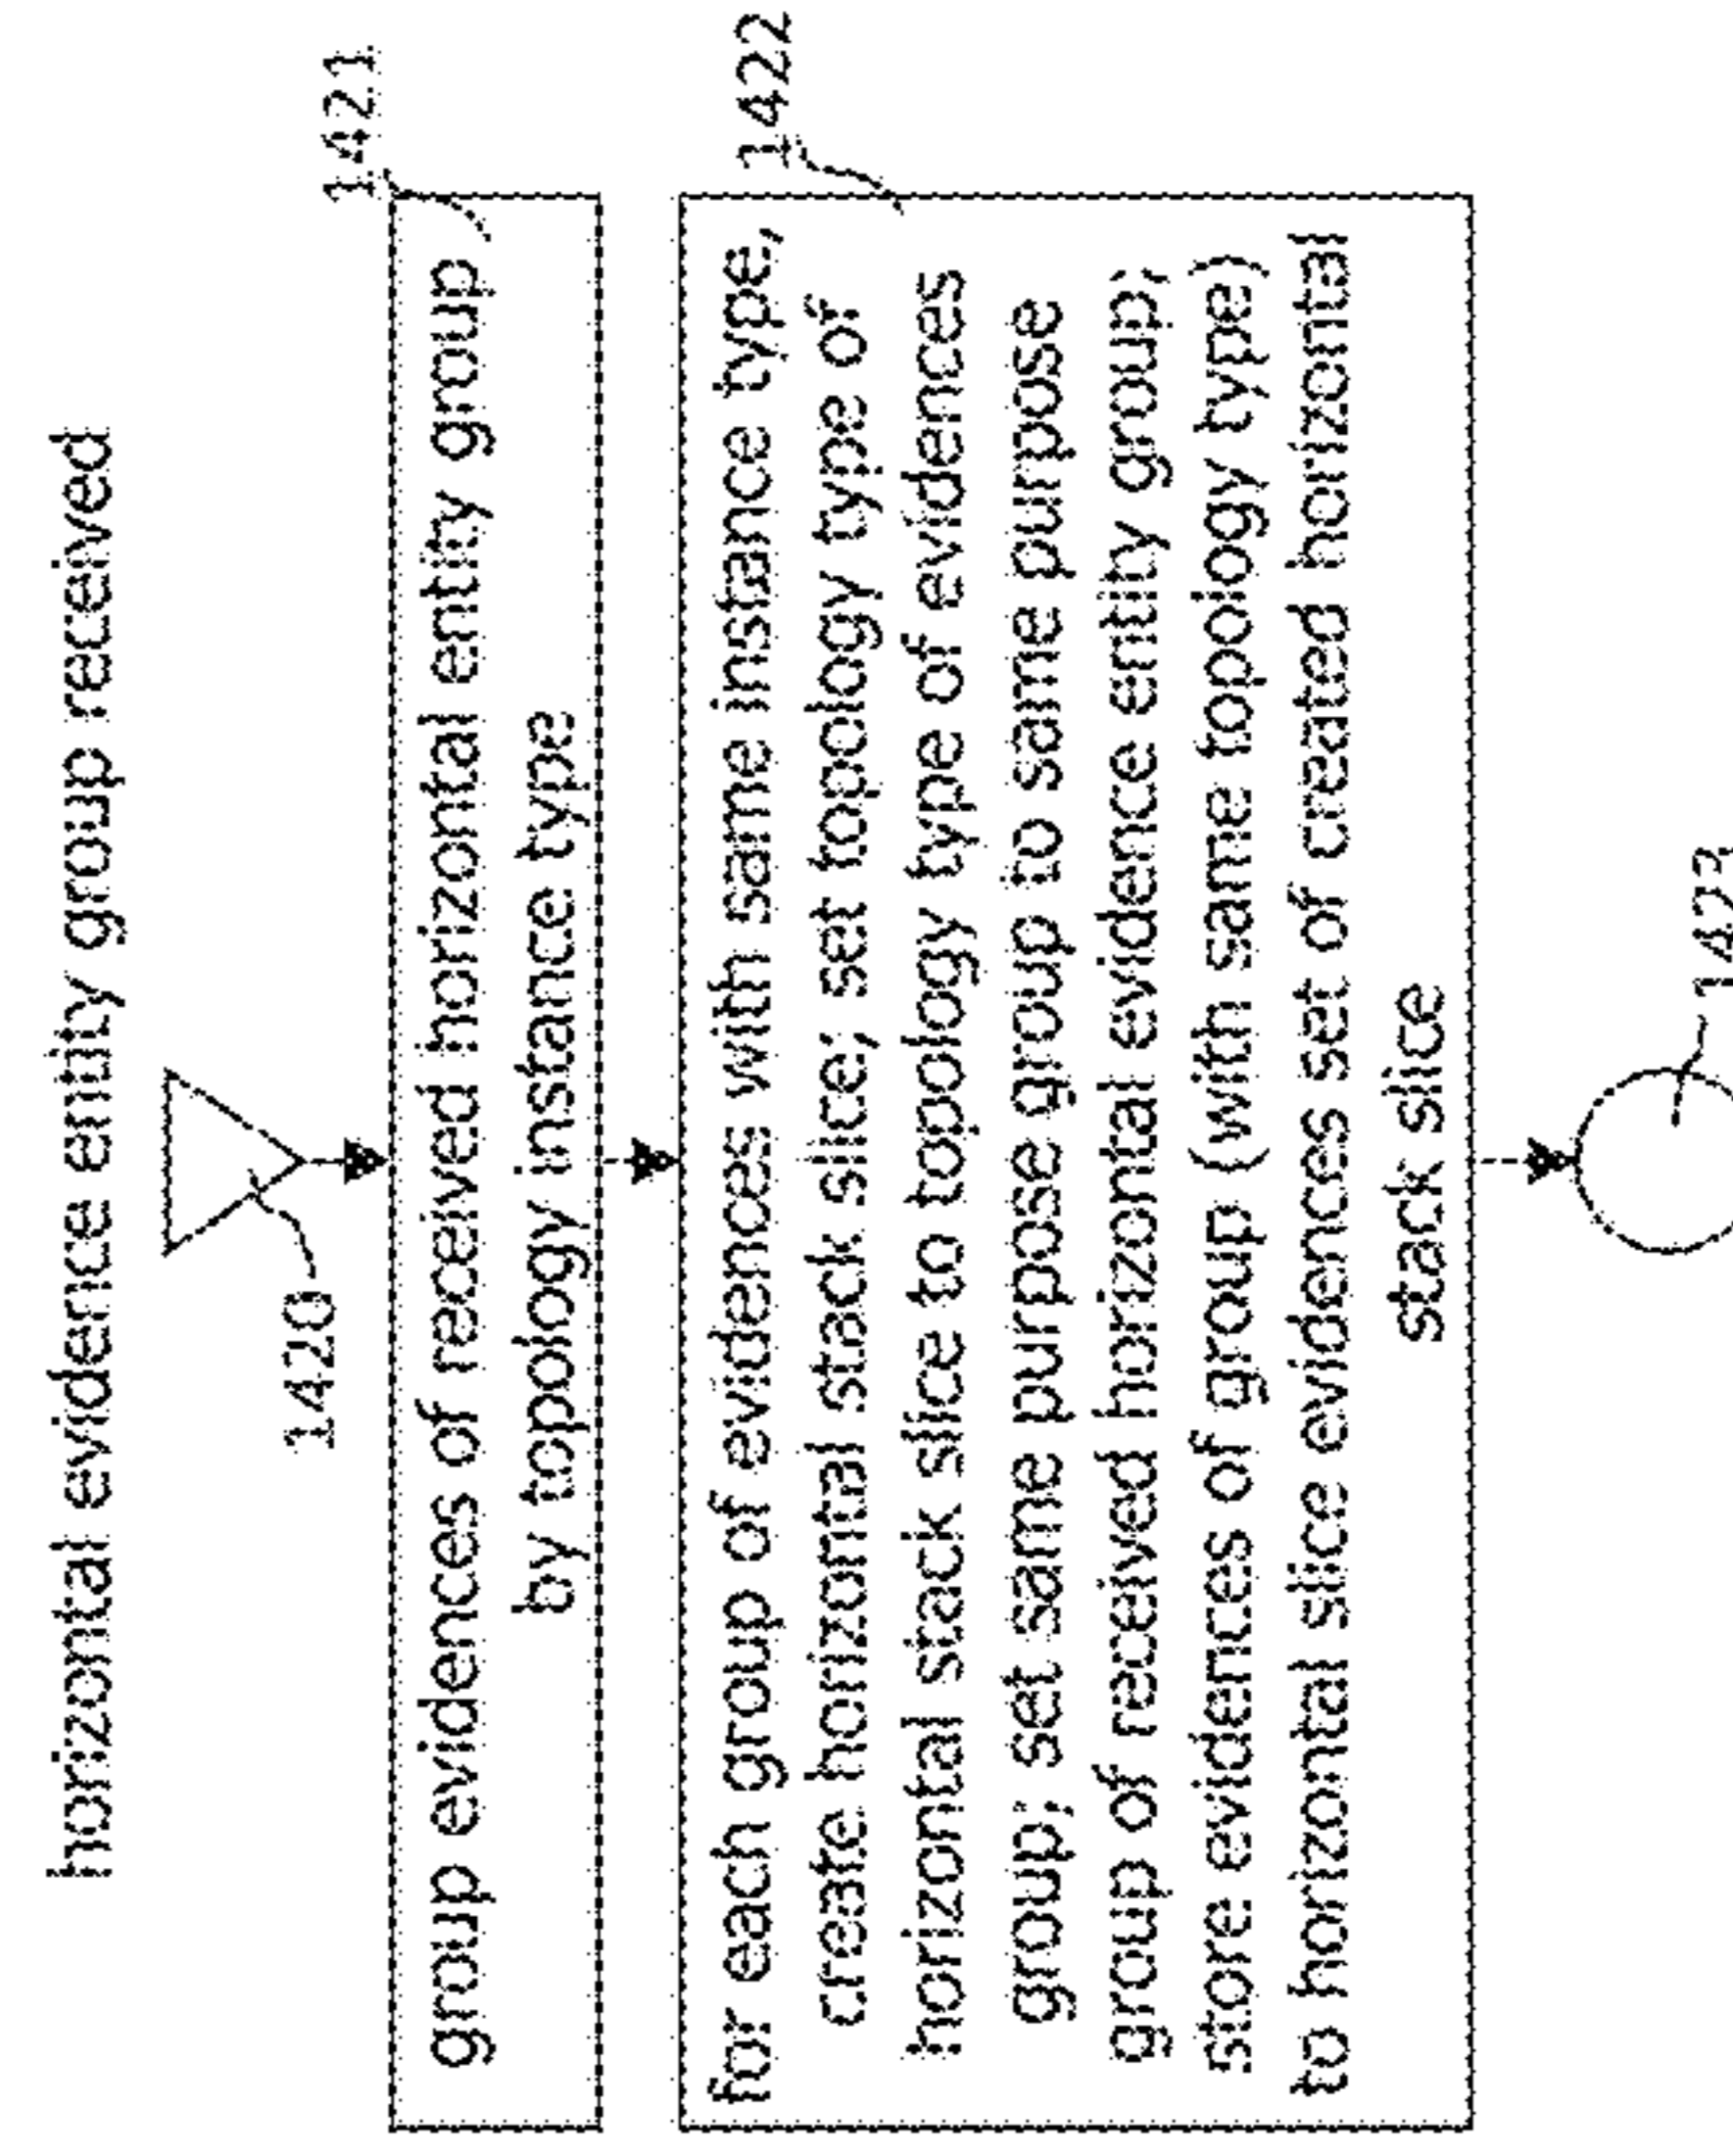 horizontal evidence entity group received
1420
1421
group evidences of received horizontal entity group
by topology instance type
1422
for each group of evidences with same instance type,
create horizontal stack slice; set topology type of
horizontal stack slice to topology type of evidences
group; set same purpose group to same purpose
group of received horizontal evidence entity group;
store evidences of group (with same topology type)
to horizontal slice evidences set of created horizontal
stack slice
1423